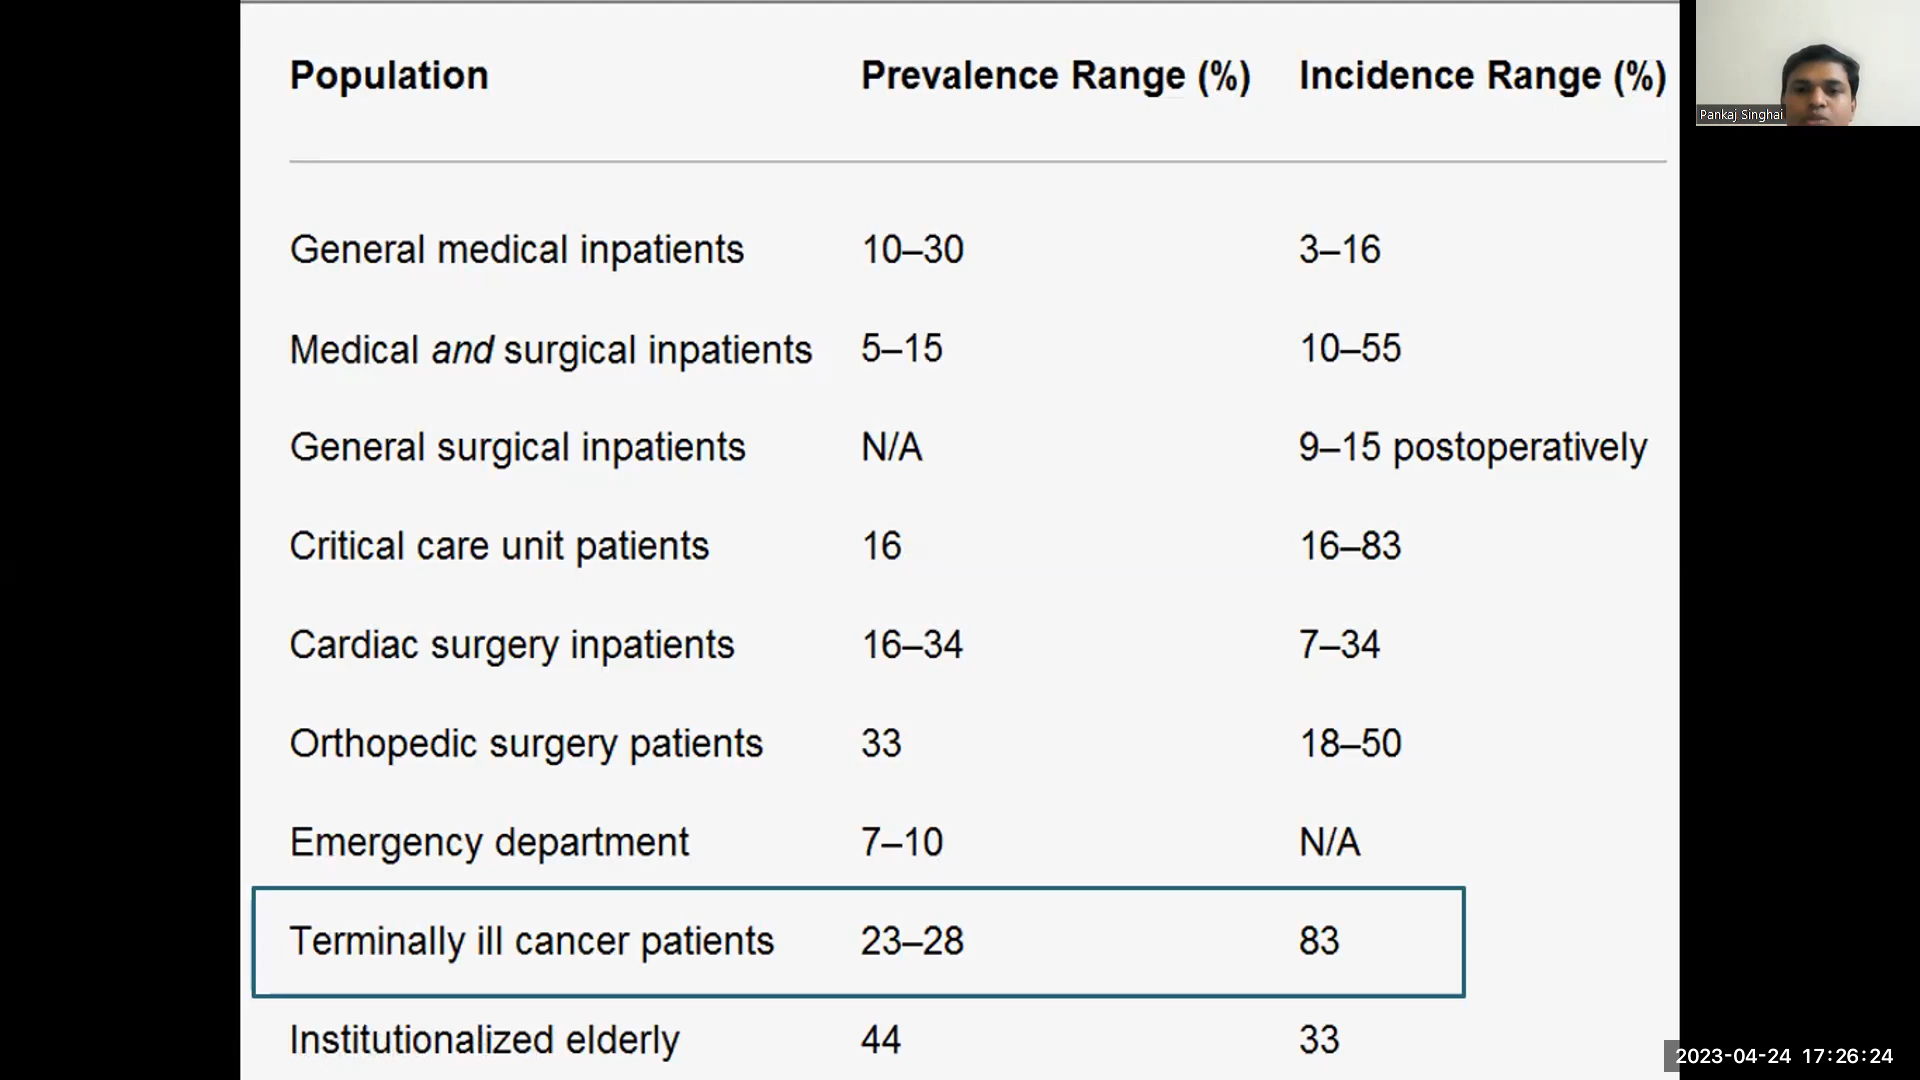 Population Prevalence Range (%) Incidence Range (%)
General medical inpatients 10–30 3–16
Medical and surgical inpatients 5–15 10–55
General surgical inpatients N/A 9–15 postoperatively
Critical care unit patients 16 16–83
Cardiac surgery inpatients 16–34 7–34
Orthopedic surgery patients 33 18–50
Emergency department 7–10 N/A
Terminally ill cancer patients 23–28 83
Institutionalized elderly 44 33
Pankaj Singhai
2023-04-24 17:26:24